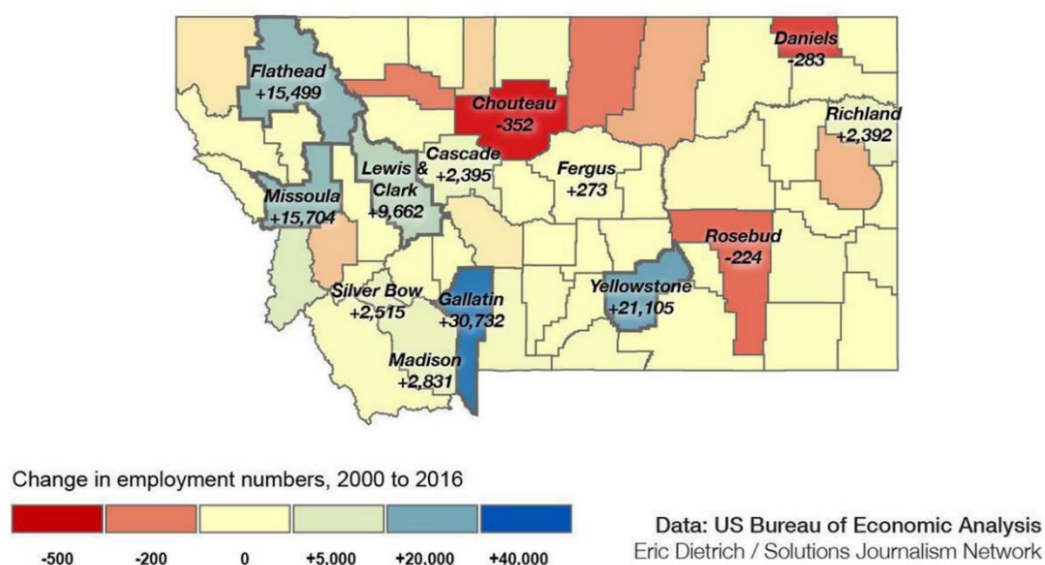 Daniels
-283
Flathead
+15,499
Chouteau
-352
Richland
+2,392
Cascade
+2,395
Lewis &
Clark
+9,662
Fergus
+273
Missoula
+15,704
Rosebud
-224
Silver Bow
+2,515
Gallatin
+30,732
Yellowstone
+21,105
Madison
+2,831
Change in employment numbers, 2000 to 2016
-500 -200 0 +5,000 +20,000 +40,000
Data: US Bureau of Economic Analysis
Eric Dietrich / Solutions Journalism Network